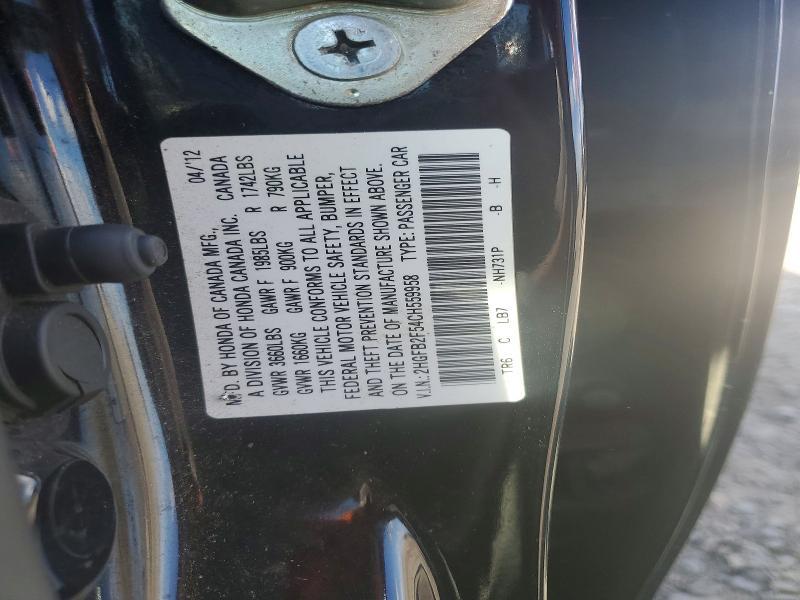 MFD. BY HONDA OF CANADA MFG., 04/'12
A DIVISION OF HONDA CANADA INC. CANADA
GVWR 3660LBS GAWR F 1985LBS R 1742LBS
GVWR 1660KG GAWR F 900KG R 790KG
THIS VEHICLE CONFORMS TO ALL APPLICABLE
FEDERAL MOTOR VEHICLE SAFETY, BUMPER,
AND THEFT PREVENTION STANDARDS IN EFFECT
ON THE DATE OF MANUFACTURE SHOWN ABOVE.
V.I.N.: 2HGFB2F54CH559958 TYPE: PASSENGER CAR
TR6 C LB7 -NH731P -B -H